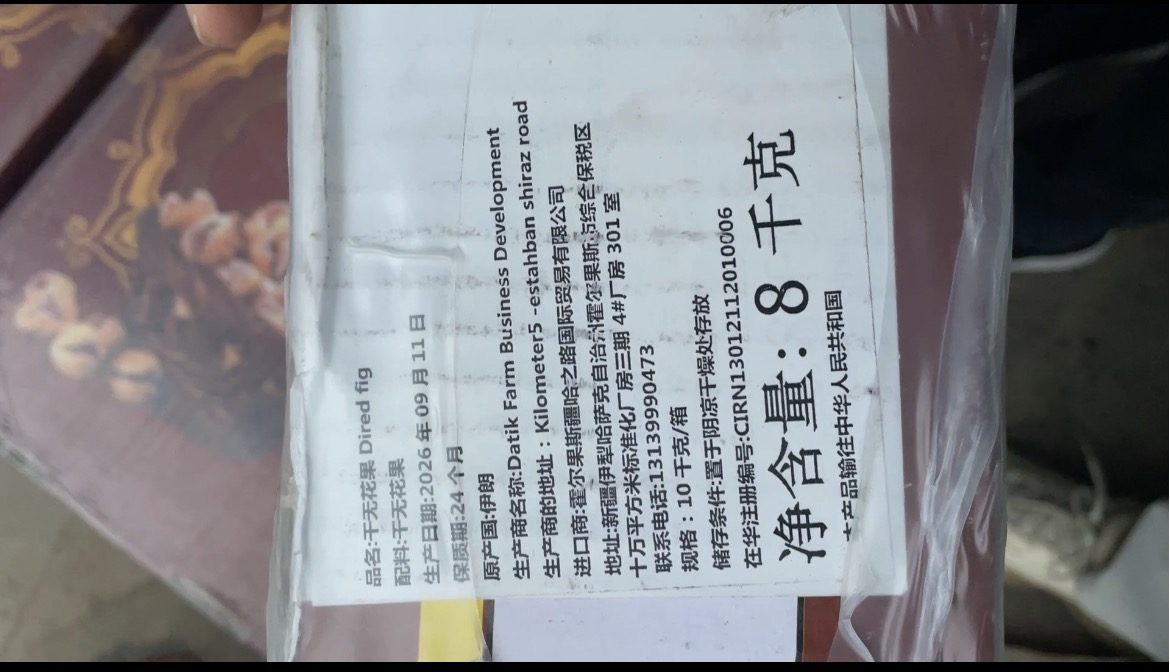 品名:干无花果 Dired fig
配料:干无花果
生产日期:2026 年 09 月 11 日
保质期:24 个月
原产国:伊朗
生产商名称:Datik Farm Business Development
生产商的地址：Kilometer5 -estahban shiraz road
进口商:霍尔果斯疆哈之路国际贸易有限公司
地址:新疆伊犁哈萨克自治州霍尔果斯市综合保税区
十万平方米标准化厂房三期 4#厂房 301 室
联系电话:13139990473
规格：10 千克/箱
储存条件:置于阴凉干燥处存放
在华注册编号:CIRN13012112010006
净含量：8 千克
本产品输往中华人民共和国